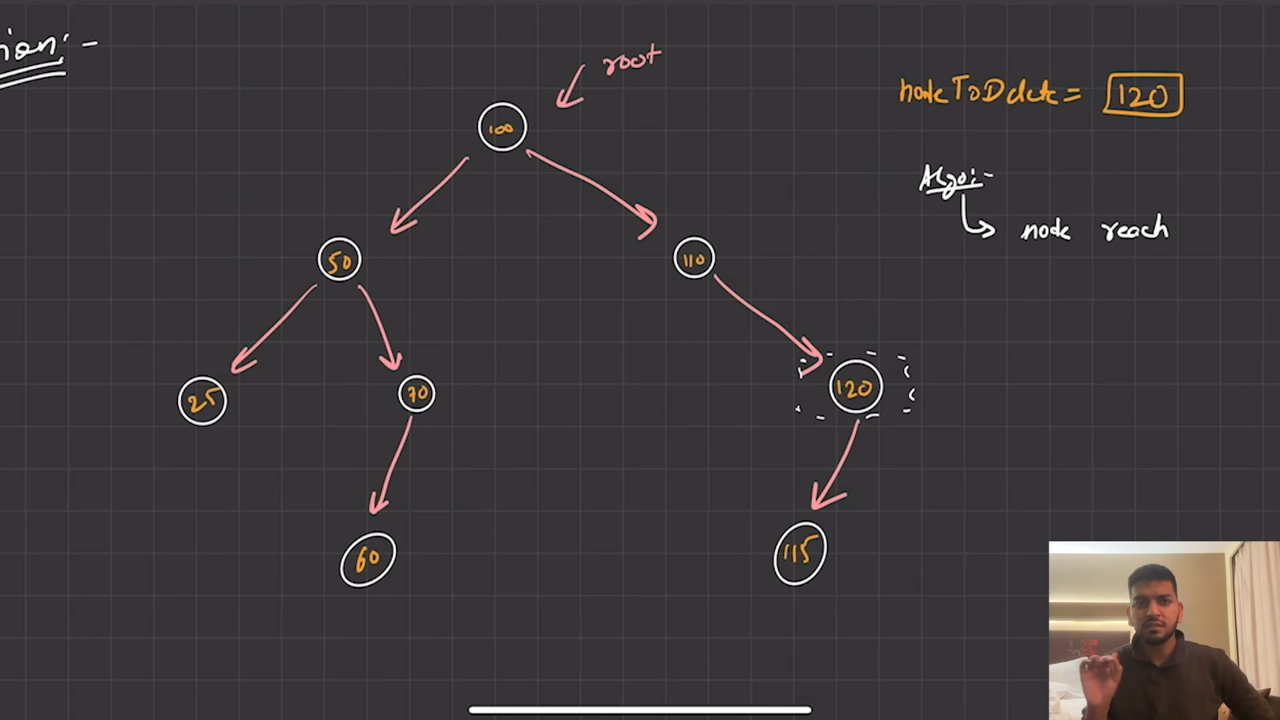 ion:-
root
100
nodeToDelete = 120
Algo:-
node reach
50
110
25
70
120
60
115